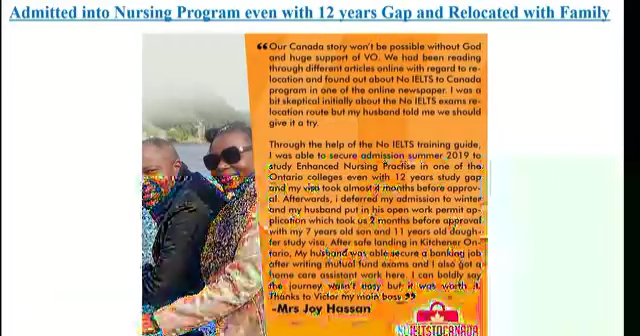 Admitted into Nursing Program even with 12 years Gap and Relocated with Family
“Our Canada story won't be possible without God
and huge support of VO. We had been reading
through different articles online with regard to re-
location and found out about No IELTS to Canada
program in one of the online newspaper. I was a
bit skeptical initially about the No IELTS exams re-
location route but my husband told me we should
give it a try.
Through the help of the No IELTS training guide,
I was able to secure admission summer 2019 to
study Enhanced Nursing Practise in one of the
Ontario colleges even with 12 years study gap
and my visa took almost 4 months before approv-
al. Afterwards, i deferred my admission to winter
and my husband put in his open work permit ap-
plication which took us 2 months before approval
with my 7 years old son and 11 years old daugh-
ter study visa. After safe landing in Kitchener On-
tario, My husband was able secure a banking job
after writing mutual fund exams and I also got a
home care assistant work here. I can boldly say
the journey wasn't easy but it was worth it.
Thanks to Victor my main boss”
-Mrs Joy Hassan
NOIELTSTOCANADA